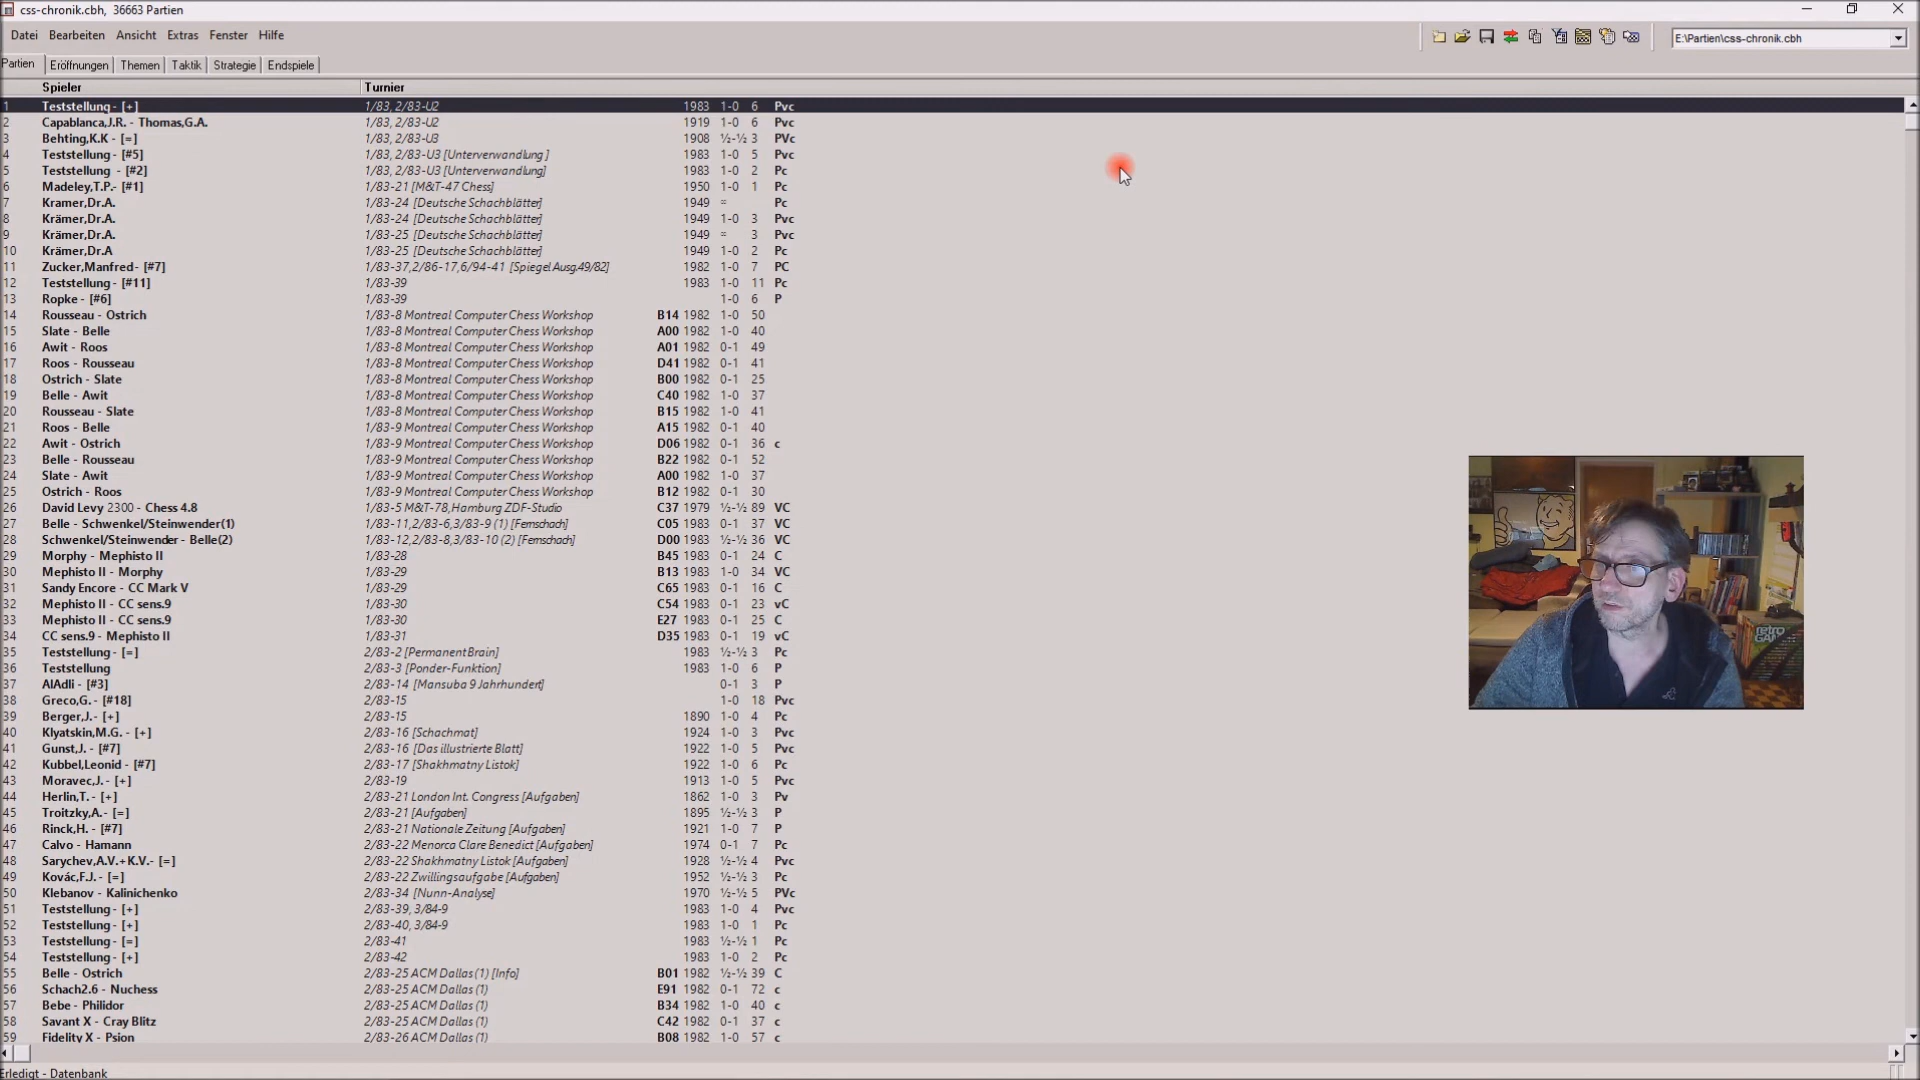 css-chronik.cbh, 36663 Partien
Datei Bearbeiten Ansicht Extras Fenster Hilfe
E:\Partien\css-chronik.cbh
Partien Eröffnungen Themen Taktik Strategie Endspiele
Spieler Turnier
1 Teststellung - [+] 1/83, 2/83-U2 1983 1-0 6 Pvc
2 Capablanca,J.R. - Thomas,G.A. 1/83, 2/83-U2 1919 1-0 6 Pvc
3 Behting,K.K - [=] 1/83, 2/83-U3 1908 ½-½ 3 PVc
4 Teststellung - [#5] 1/83, 2/83-U3 [Unterverwandlung ] 1983 1-0 5 Pvc
5 Teststellung - [#2] 1/83, 2/83-U3 [Unterverwandlung] 1983 1-0 2 Pc
6 Madeley,T.P.- [#1] 1/83-21 [M&T-47 Chess] 1950 1-0 1 Pc
7 Kramer,Dr.A. 1/83-24 [Deutsche Schachblätter] 1949 = Pc
8 Krämer,Dr.A. 1/83-24 [Deutsche Schachblätter] 1949 1-0 3 Pvc
9 Krämer,Dr.A. 1/83-25 [Deutsche Schachblätter] 1949 = 3 Pvc
10 Krämer,Dr.A 1/83-25 [Deutsche Schachblätter] 1949 1-0 2 Pc
11 Zucker,Manfred- [#7] 1/83-37,2/86-17,6/94-41 [Spiegel Ausg.49/82] 1982 1-0 7 PC
12 Teststellung - [#11] 1/83-39 1983 1-0 11 Pc
13 Ropke - [#6] 1/83-39 1-0 6 P
14 Rousseau - Ostrich 1/83-8 Montreal Computer Chess Workshop B14 1982 1-0 50
15 Slate - Belle 1/83-8 Montreal Computer Chess Workshop A00 1982 1-0 40
16 Awit - Roos 1/83-8 Montreal Computer Chess Workshop A01 1982 0-1 49
17 Roos - Rousseau 1/83-8 Montreal Computer Chess Workshop D41 1982 0-1 41
18 Ostrich - Slate 1/83-8 Montreal Computer Chess Workshop B00 1982 0-1 25
19 Belle - Awit 1/83-8 Montreal Computer Chess Workshop C40 1982 1-0 37
20 Rousseau - Slate 1/83-8 Montreal Computer Chess Workshop B15 1982 1-0 41
21 Roos - Belle 1/83-9 Montreal Computer Chess Workshop A15 1982 0-1 40
22 Awit - Ostrich 1/83-9 Montreal Computer Chess Workshop D06 1982 0-1 36 c
23 Belle - Rousseau 1/83-9 Montreal Computer Chess Workshop B22 1982 1-0 52
24 Slate - Awit 1/83-9 Montreal Computer Chess Workshop A00 1982 1-0 37
25 Ostrich - Roos 1/83-9 Montreal Computer Chess Workshop B12 1982 0-1 30
26 David Levy 2300 - Chess 4.8 1/83-5 M&T-78,Hamburg ZDF-Studio C37 1979 ½-½ 89 VC
27 Belle - Schwenkel/Steinwender(1) 1/83-11,2/83-6,3/83-9 (1) [Fernschach] C05 1983 0-1 37 VC
28 Schwenkel/Steinwender - Belle(2) 1/83-12,2/83-8,3/83-10 (2) [Fernschach] D00 1983 ½-½ 36 VC
29 Morphy - Mephisto II 1/83-28 B45 1983 0-1 24 C
30 Mephisto II - Morphy 1/83-29 B13 1983 1-0 34 VC
31 Sandy Encore - CC Mark V 1/83-29 C65 1983 0-1 16 C
32 Mephisto II - CC sens.9 1/83-30 C54 1983 0-1 23 vC
33 Mephisto II - CC sens.9 1/83-30 E27 1983 0-1 25 C
34 CC sens.9 - Mephisto II 1/83-31 D35 1983 0-1 19 vC
35 Teststellung - [=] 2/83-2 [PermanentBrain] 1983 ½-½ 3 Pc
36 Teststellung 2/83-3 [Ponder-Funktion] 1983 1-0 6 P
37 AlAdli - [#3] 2/83-14 [Mansuba 9 Jahrhundert] 0-1 3 P
38 Greco,G. - [#18] 2/83-15 1-0 18 Pvc
39 Berger,J.- [+] 2/83-15 1890 1-0 4 Pc
40 Klyatskin,M.G. - [+] 2/83-16 [Schachmat] 1924 1-0 3 Pvc
41 Gunst,J. - [#7] 2/83-16 [Das illustrierte Blatt] 1922 1-0 5 Pvc
42 Kubbel,Leonid - [#7] 2/83-17 [Shakhmatny Listok] 1922 1-0 6 Pc
43 Moravec,J. - [+] 2/83-19 1913 1-0 5 Pvc
44 Herlin,T. - [+] 2/83-21 London Int. Congress [Aufgaben] 1862 1-0 3 Pv
45 Troitzky,A.- [=] 2/83-21 [Aufgaben] 1895 ½-½ 3 P
46 Rinck,H. - [#7] 2/83-21 Nationale Zeitung [Aufgaben] 1921 1-0 7 P
47 Calvo - Hamann 2/83-22 Menorca Clare Benedict [Aufgaben] 1974 0-1 7 Pc
48 Sarychev,A.V.+K.V.- [=] 2/83-22 Shakhmatny Listok [Aufgaben] 1928 ½-½ 4 Pvc
49 Kovác,F.J. - [=] 2/83-22 Zwillingsaufgabe [Aufgaben] 1952 ½-½ 3 Pc
50 Klebanov - Kalinichenko 2/83-34 [Nunn-Analyse] 1970 ½-½ 5 PVc
51 Teststellung - [+] 2/83-39, 3/84-9 1983 1-0 4 Pvc
52 Teststellung - [+] 2/83-40, 3/84-9 1983 1-0 1 Pc
53 Teststellung - [=] 2/83-41 1983 ½-½ 1 Pc
54 Teststellung - [+] 2/83-42 1983 1-0 2 Pc
55 Belle - Ostrich 2/83-25 ACM Dallas (1) [Info] B01 1982 ½-½ 39 C
56 Schach2.6 - Nuchess 2/83-25 ACM Dallas (1) E91 1982 0-1 72 c
57 Bebe - Philidor 2/83-25 ACM Dallas (1) B34 1982 1-0 40 c
58 Savant X - Cray Blitz 2/83-25 ACM Dallas (1) C42 1982 0-1 37 c
59 Fidelity X - Psion 2/83-26 ACM Dallas (1) B08 1982 1-0 57 c
retro
Erledigt - Datenbank